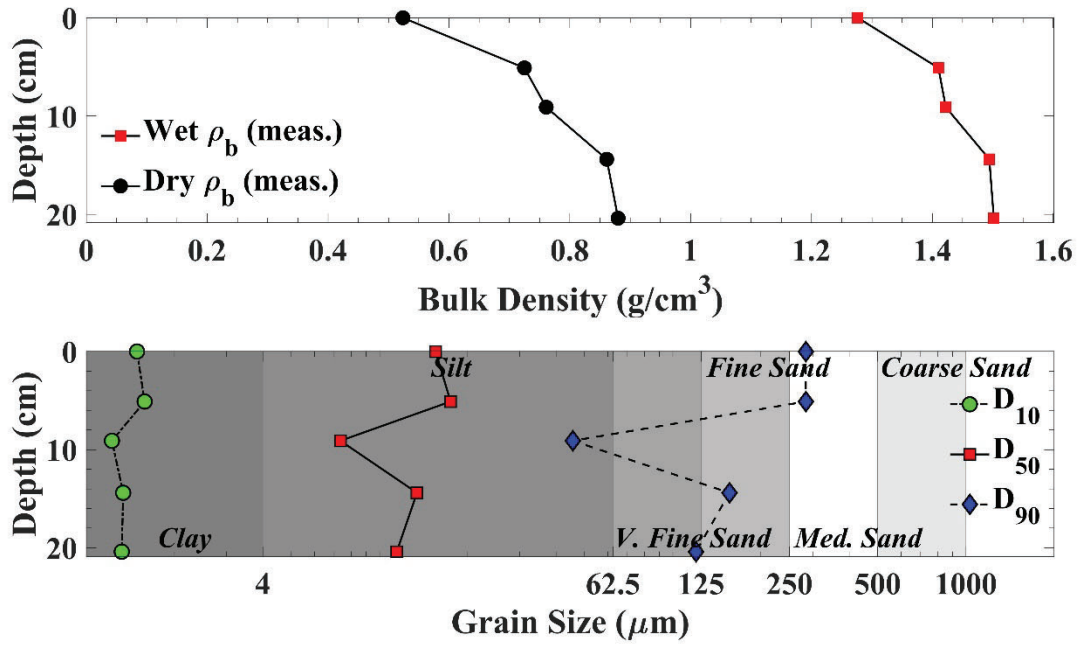 0
10
20
Depth (cm)
Wet ρ_b (meas.)
Dry ρ_b (meas.)
0 0.2 0.4 0.6 0.8 1 1.2 1.4 1.6
Bulk Density (g/cm³)
0
10
20
Depth (cm)
Silt Fine Sand Coarse Sand
D₁₀
D₅₀
D₉₀
Clay V. Fine Sand Med. Sand
4 62.5 125 250 500 1000
Grain Size (μm)